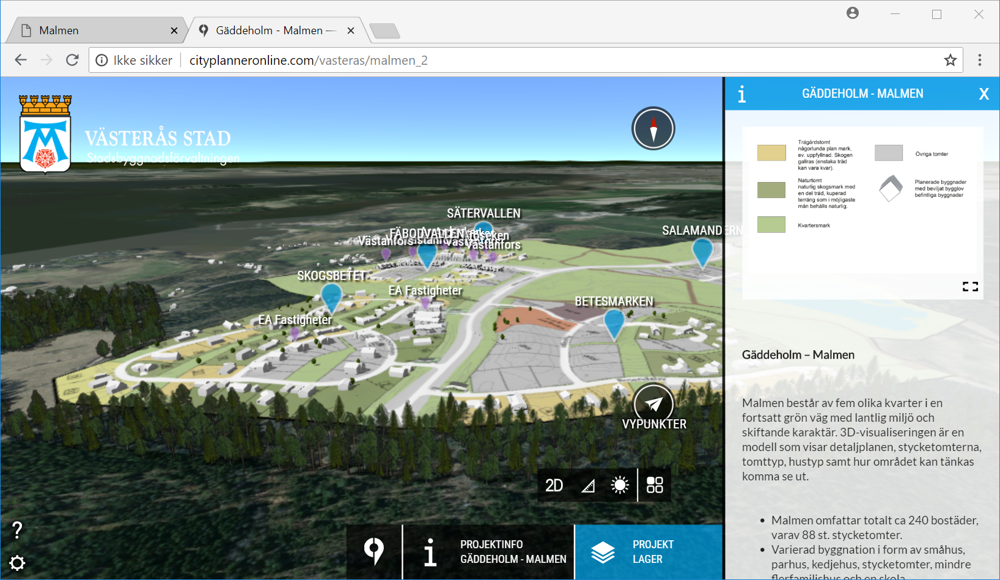 Malmen
Gäddeholm - Malmen —
Ikke sikker
cityplanneronline.com/vasteras/malmen_2
VÄSTERÅS STAD
Stadsbyggnadsförvaltningen
SÄTERVALLEN
FÄBODVALLEN
Västanfors
Västanfors
SALAMANDERN
SKOGSBETET
EA Fastigheter
BETESMARKEN
EA Fastigheter
VYPUNKTER
2D
?
PROJEKTINFO
GÄDDEHOLM - MALMEN
PROJEKT
LAGER
GÄDDEHOLM - MALMEN
X
Trägårdstomt
någorlunda plan mark,
ev. uppfyllnad. Skogen
gallras (enstaka träd
kan vara kvar).
Naturtomt
naturlig skogsmark med
en del träd, kuperad
terräng som i möjligaste
mån behålls naturlig.
Kvartersmark
Övriga tomter
Planerade byggnader
med beviljat bygglov
befintliga byggnader
Gäddeholm – Malmen
Malmen består av fem olika kvarter i en
fortsatt grön väg med lantlig miljö och
skiftande karaktär. 3D-visualiseringen är en
modell som visar detaljplanen, stycketomterna,
tomttyp, hustyp samt hur området kan tänkas
komma se ut.
• Malmen omfattar totalt ca 240 bostäder,
varav 88 st. stycketomter.
• Varierad byggnation i form av småhus,
parhus, kedjehus, stycketomter, mindre
flerfamiljshus och en skola